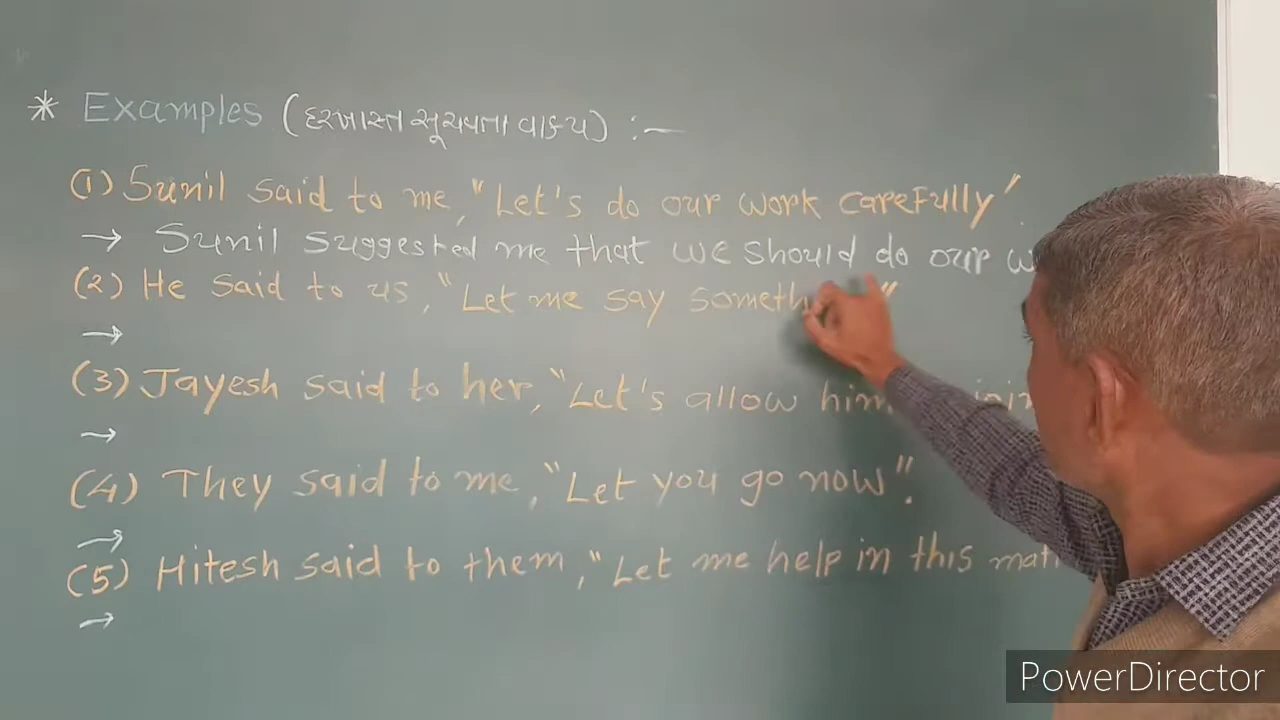 * Examples (દરખાસ્ત સૂચવતા વાક્ય) :-
(1) Sunil said to me, "Let's do our work carefully".
→ Sunil suggested me that we should do our
(2) He said to us, "Let me say "
→
(3) Jayesh said to her, "Let's allow him
→
(4) They said to me, "Let you go now".
→
(5) Hitesh said to them, "Let me help in this
→
PowerDirector